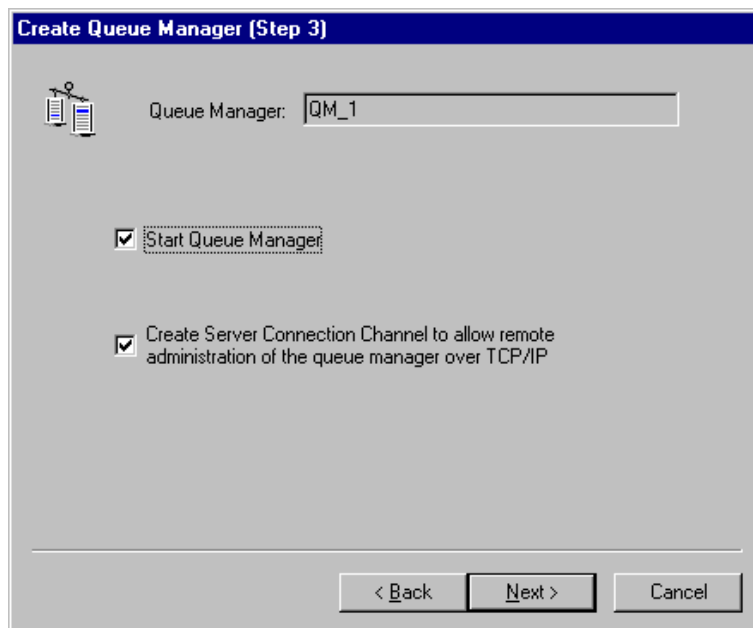 Create Queue Manager (Step 3)
Queue Manager: QM_1
Start Queue Manager
Create Server Connection Channel to allow remote
administration of the queue manager over TCP/IP
< Back Next > Cancel